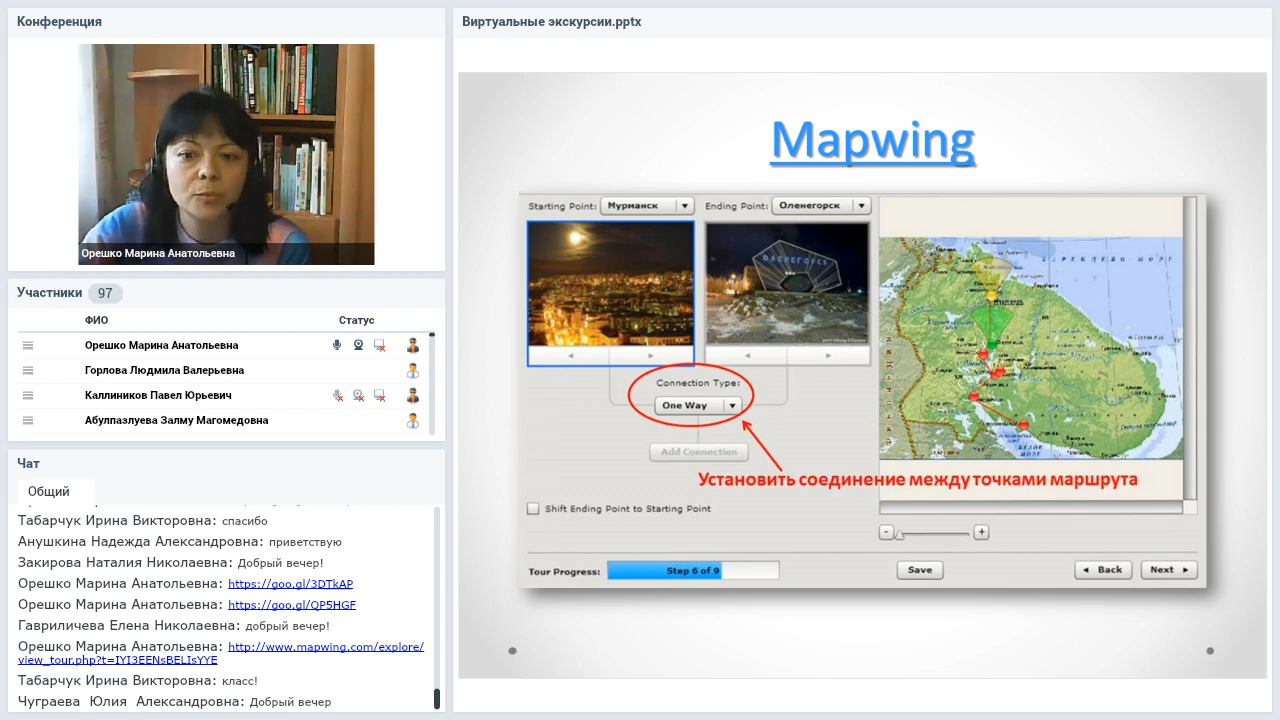 Конференция
Орешко Марина Анатольевна
Участники 97
ФИО Статус
Орешко Марина Анатольевна
Горлова Людмила Валерьевна
Каллиников Павел Юрьевич
Абулпазлуева Залму Магомедовна
Чат
Общий
Табарчук Ирина Викторовна: спасибо
Анушкина Надежда Александровна: приветствую
Закирова Наталия Николаевна: Добрый вечер!
Орешко Марина Анатольевна: https://goo.gl/3DTkAP
Орешко Марина Анатольевна: https://goo.gl/QP5HGF
Гавриличева Елена Николаевна: добрый вечер!
Орешко Марина Анатольевна: http://www.mapwing.com/explore/
view_tour.php?t=IYI3EENsBELIsYYE
Табарчук Ирина Викторовна: класс!
Чуграева Юлия Александровна: Добрый вечер
Виртуальные экскурсии.pptx
Mapwing
Starting Point: Мурманск Ending Point: Оленегорск
ОЛЕНЕГОРСК
БАРЕНЦЕВО МОРЕ
Connection Type:
One Way
Add Connection
БЕЛОЕ
МОРЕ
Установить соединение между точками маршрута
Shift Ending Point to Starting Point
- +
Tour Progress: Step 6 of 9 Save Back Next